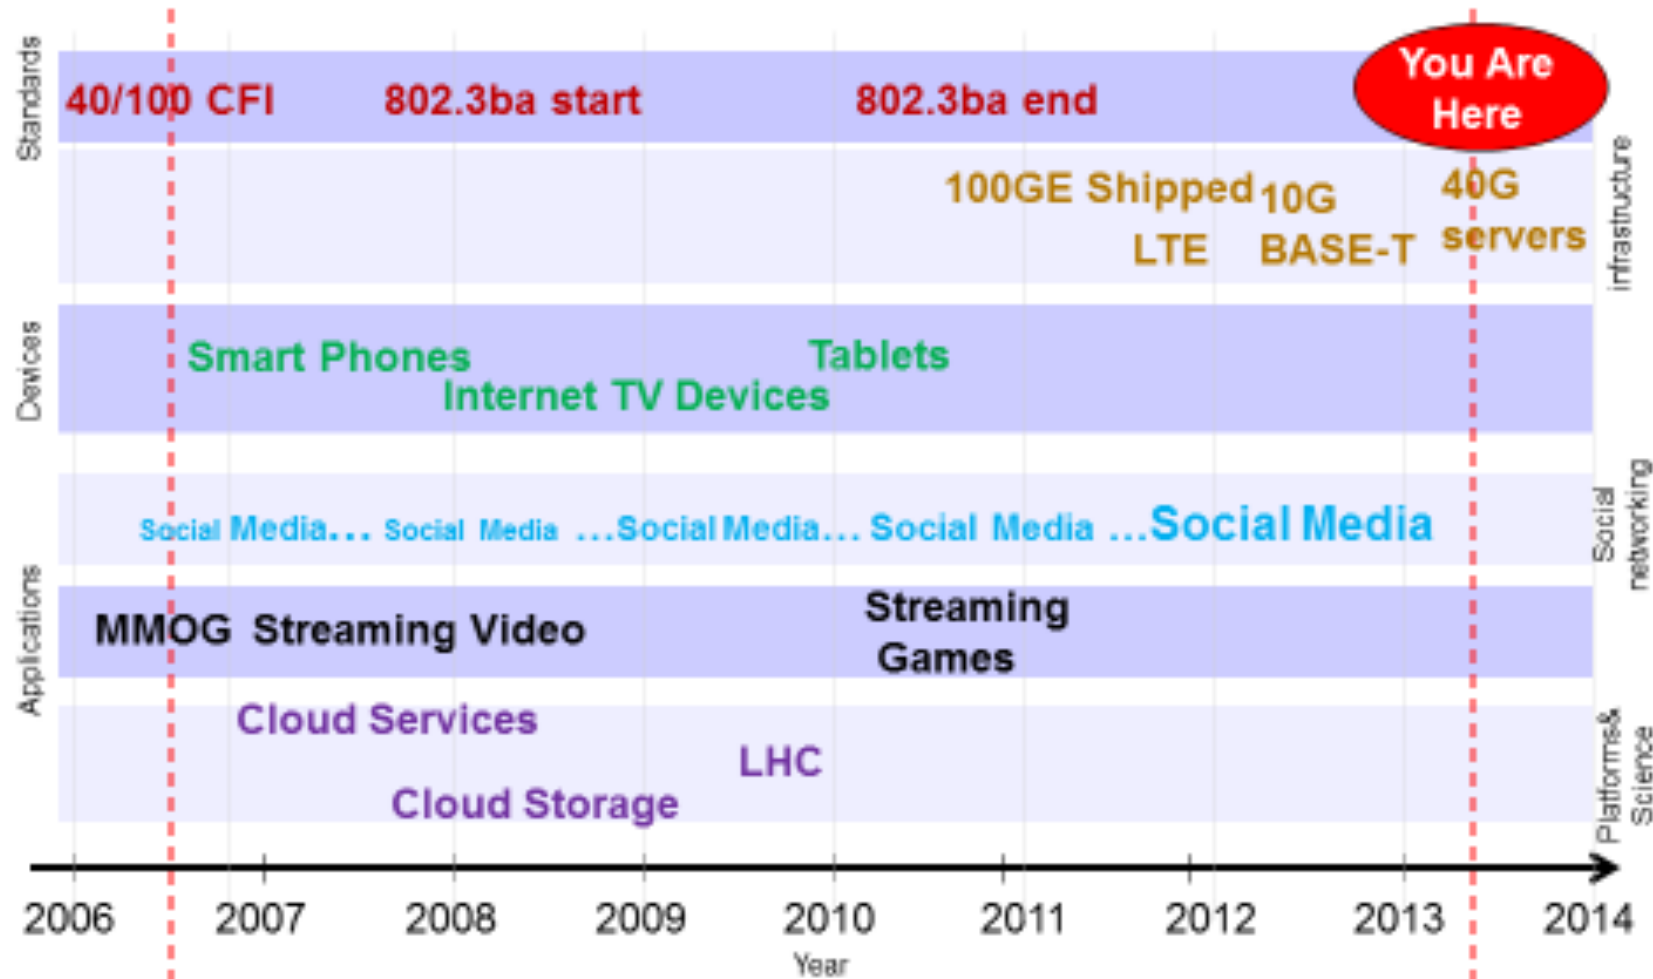 Standards
40/100 CFI
802.3ba start
802.3ba end
You Are
Here
infrastructure
100GE Shipped
10G
BASE-T
LTE
40G
servers
Devices
Smart Phones
Internet TV Devices
Tablets
Social
networking
Social Media... Social Media ...Social Media... Social Media ...Social Media
Applications
MMOG Streaming Video
Streaming
Games
Platforms&
Science
Cloud Services
LHC
Cloud Storage
2006 2007 2008 2009 2010 2011 2012 2013 2014
Year